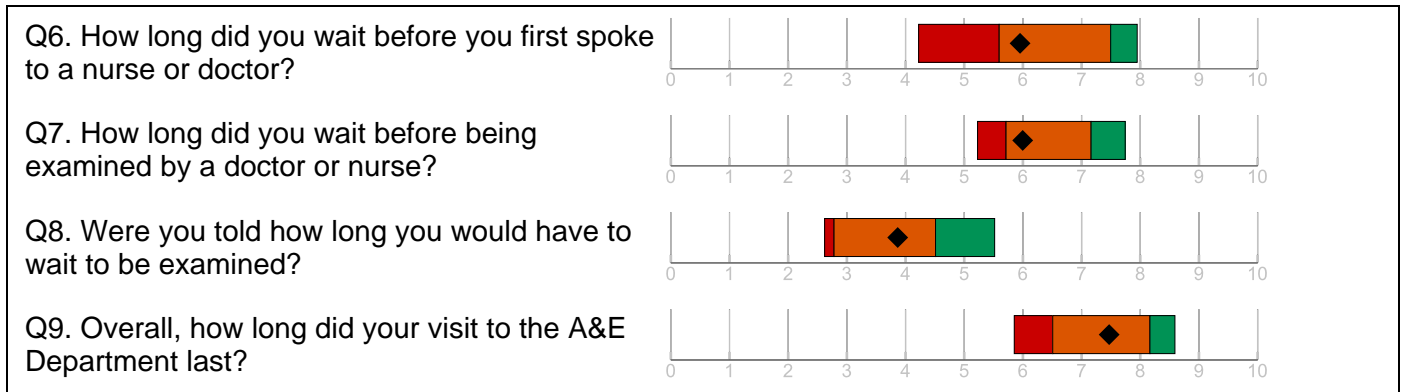 Q6. How long did you wait before you first spoke
to a nurse or doctor?
0 1 2 3 4 5 6 7 8 9 10
Q7. How long did you wait before being
examined by a doctor or nurse?
0 1 2 3 4 5 6 7 8 9 10
Q8. Were you told how long you would have to
wait to be examined?
0 1 2 3 4 5 6 7 8 9 10
Q9. Overall, how long did your visit to the A&E
Department last?
0 1 2 3 4 5 6 7 8 9 10